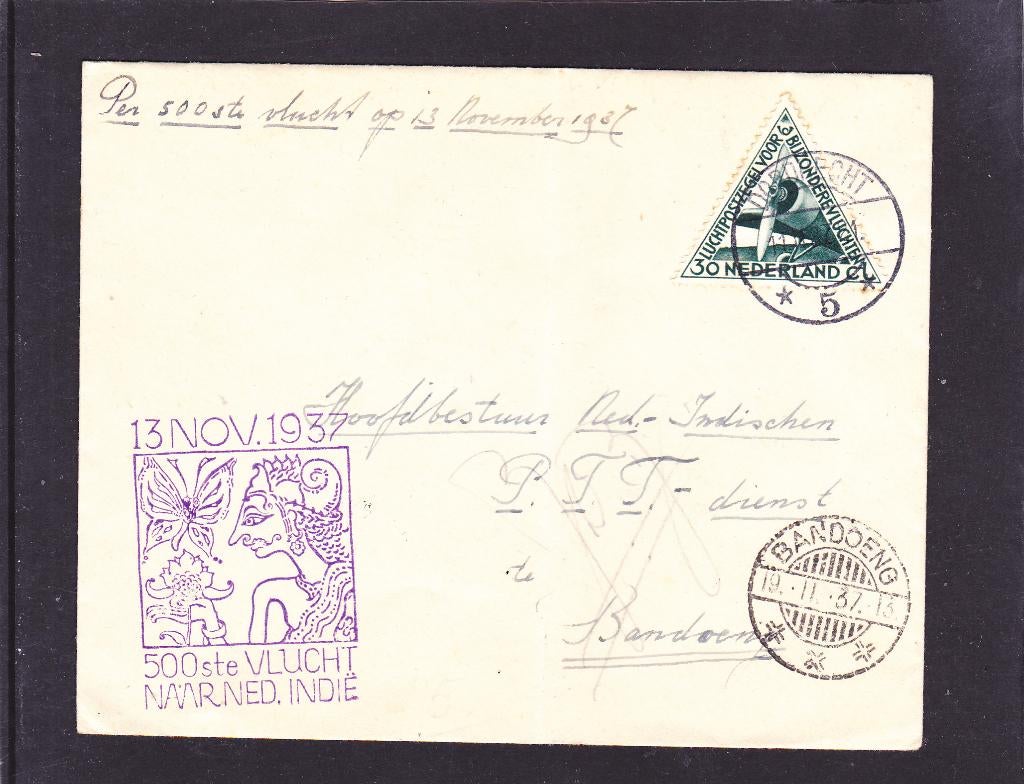 Per 500ste vlucht op 13 November 1937
LUCHTPOSTZEGEL VOOR
BIJZONDERE VLUCHTEN
30 NEDERLAND CT
DORDRECHT
5
Hoofdbestuur Ned.- Indischen
P. T. T. - dienst
te
Bandoeng
13 NOV. 1937
500ste VLUCHT
NAAR NED. INDIË
BANDOENG
19. 11. 37. 13